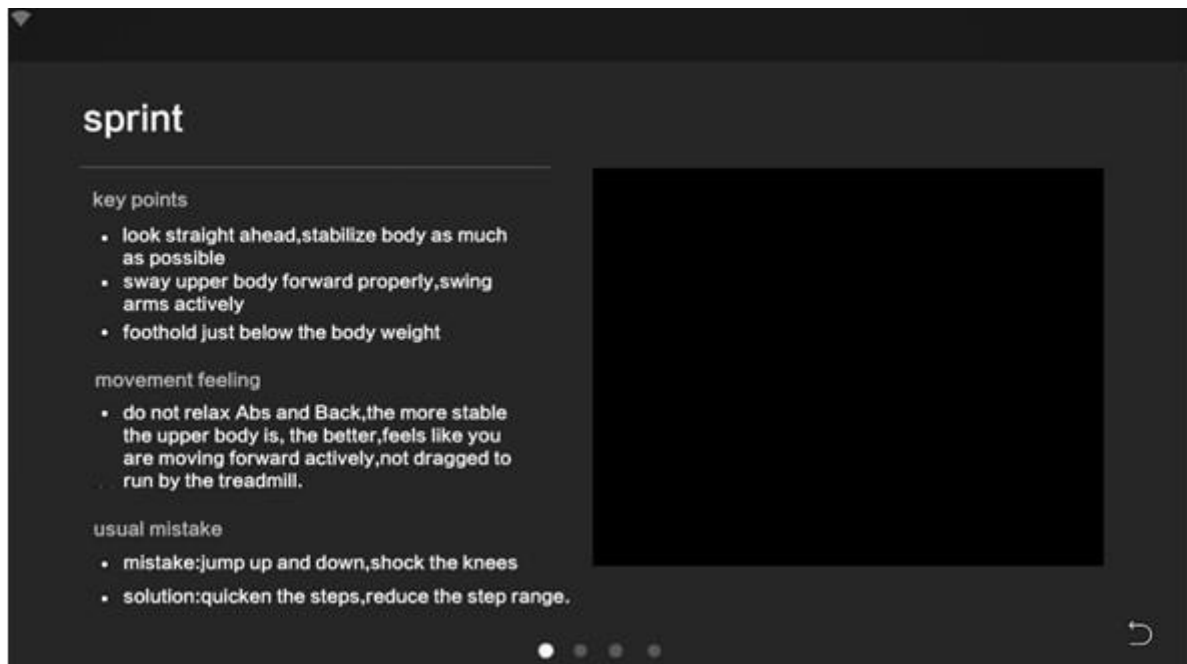 sprint
key points
• look straight ahead,stabilize body as much
as possible
• sway upper body forward properly,swing
arms actively
• foothold just below the body weight
movement feeling
• do not relax Abs and Back,the more stable
the upper body is, the better,feels like you
are moving forward actively,not dragged to
run by the treadmill.
usual mistake
• mistake:jump up and down,shock the knees
• solution:quicken the steps,reduce the step range.